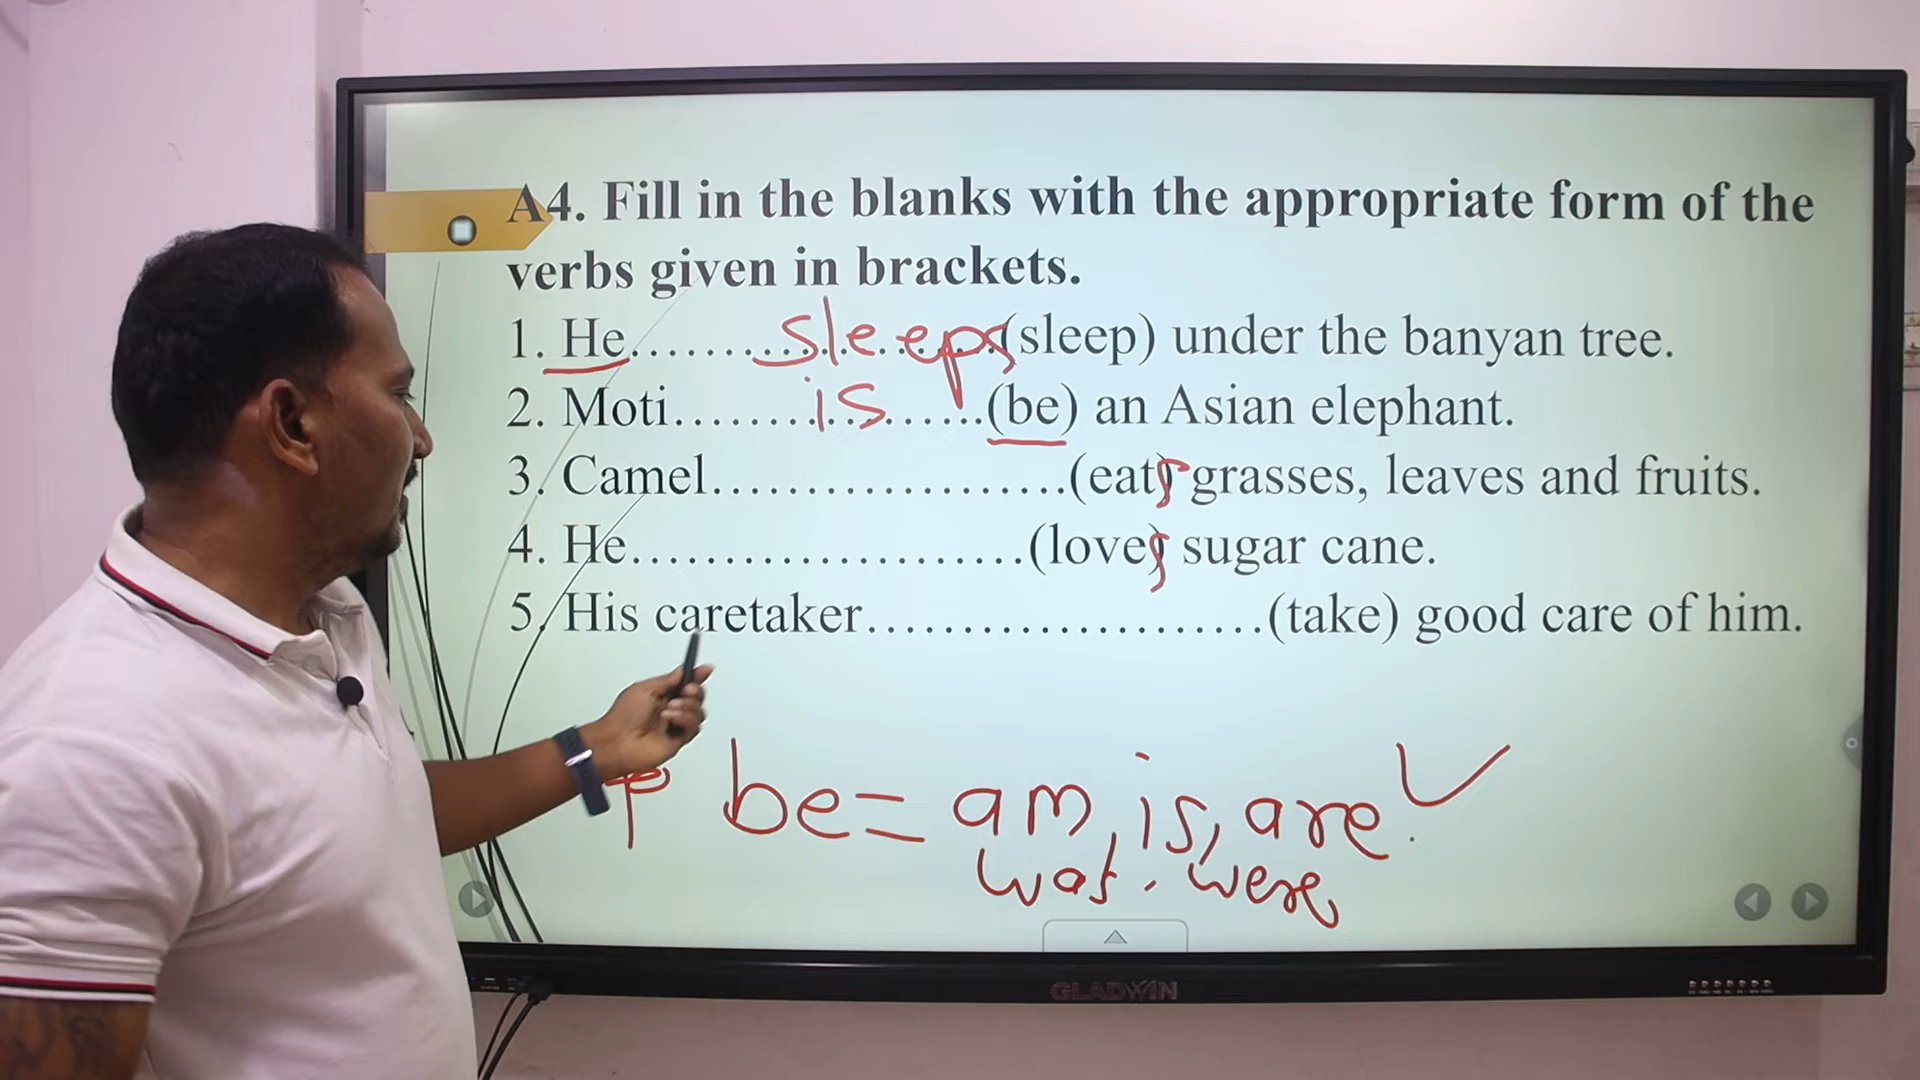 A4. Fill in the blanks with the appropriate form of the
verbs given in brackets.
1. He..........sleeps..........(sleep) under the banyan tree.
2. Moti..........is..........(be) an Asian elephant.
3. Camel....................(eat)s grasses, leaves and fruits.
4. He.....................(love)s sugar cane.
5. His caretaker.....................(take) good care of him.
be = am, is, are.
was. were
GLADWIN